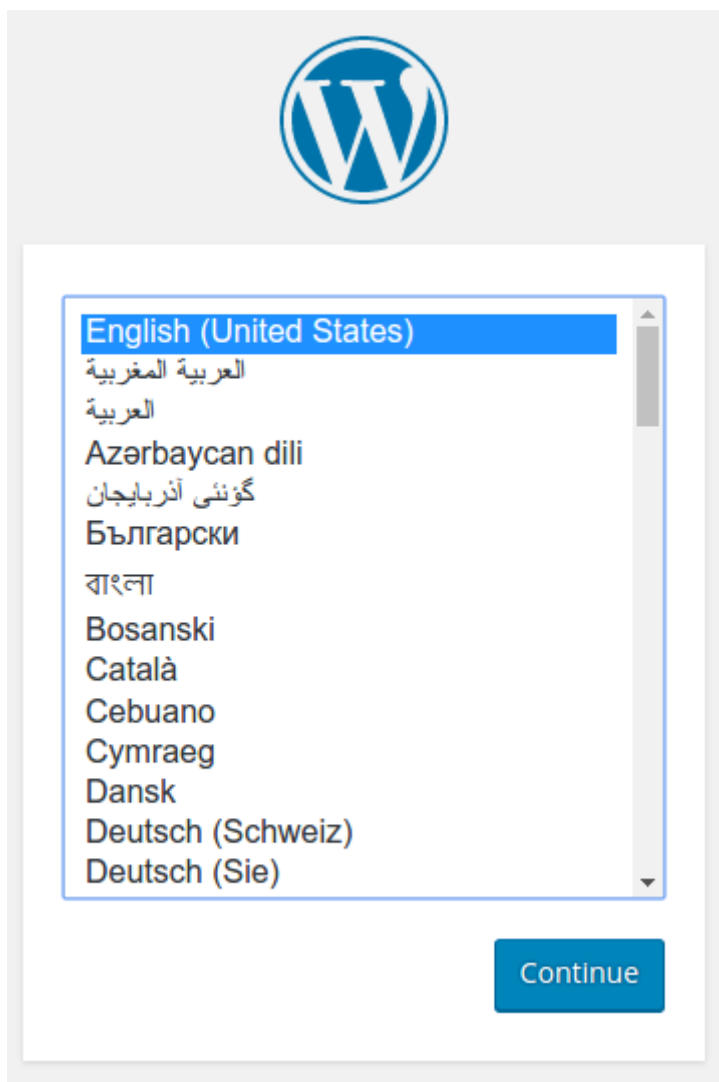 English (United States)
العربية المغربية
العربية
Azərbaycan dili
گؤنئی آذربایجان
Български
বাংলা
Bosanski
Català
Cebuano
Cymraeg
Dansk
Deutsch (Schweiz)
Deutsch (Sie)
Continue